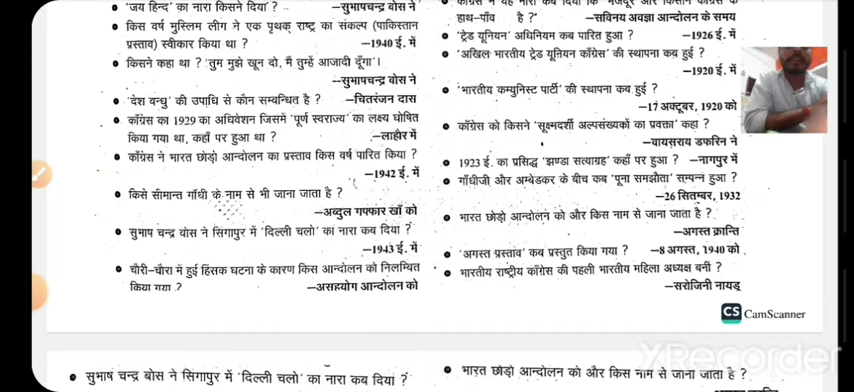 'जय हिन्द' का नारा किसने दिया?
–सुभाषचन्द्र बोस ने
किस वर्ष मुस्लिम लीग ने एक पृथक राष्ट्र का संकल्प (पाकिस्तान
प्रस्ताव) स्वीकार किया था ?
–1940 ई. में
किसने कहा था ? 'तुम मुझे खून दो, मैं तुम्हें आजादी दूँगा'।
–सुभाषचन्द्र बोस ने
'देश बन्धु' की उपाधि से कौन सम्बन्धित है ? –चितरंजन दास
काँग्रेस का 1929 का अधिवेशन जिसमें 'पूर्ण स्वराज्य' का लक्ष्य घोषित
किया गया था, कहाँ पर हुआ था ?
–लाहौर में
काँग्रेस ने भारत छोड़ो आन्दोलन का प्रस्ताव किस वर्ष पारित किया ?
–1942 ई. में
किसे सीमान्त गाँधी के नाम से भी जाना जाता है ?
–अब्दुल गफ्फार खाँ को
सुभाष चन्द्र बोस ने सिंगापुर में 'दिल्ली चलो' का नारा कब दिया ?
–1943 ई. में
चौरी-चौरा में हुई हिंसक घटना के कारण किस आन्दोलन को निलम्बित
किया गया ?
–असहयोग आन्दोलन को
काँग्रेस ने यह नारा कब दिया कि 'मजदूर और किसान काँग्रेस के
हाथ-पाँव है ?'
–सविनय अवज्ञा आन्दोलन के समय
'ट्रेड यूनियन' अधिनियम कब पारित हुआ ? –1926 ई. में
'अखिल भारतीय ट्रेड यूनियन काँग्रेस' की स्थापना कब हुई ?
–1920 ई. में
'भारतीय कम्युनिस्ट पार्टी' की स्थापना कब हुई ?
–17 अक्टूबर, 1920 को
काँग्रेस को किसने 'सूक्ष्मदर्शी अल्पसंख्यकों का प्रवक्ता' कहा ?
–वायसराय डफरिन ने
1923 ई. का प्रसिद्ध 'झण्डा सत्याग्रह' कहाँ पर हुआ ? –नागपुर में
गाँधीजी और अम्बेडकर के बीच कब 'पूना समझौता' सम्पन्न हुआ ?
–26 सितम्बर, 1932
भारत छोड़ो आन्दोलन को और किस नाम से जाना जाता है ?
–अगस्त क्रान्ति
'अगस्त प्रस्ताव' कब प्रस्तुत किया गया ? –8 अगस्त, 1940 को
भारतीय राष्ट्रीय काँग्रेस की पहली भारतीय महिला अध्यक्ष बनीं ?
–सरोजिनी नायडू
CS CamScanner
XRecorder
सुभाष चन्द्र बोस ने सिंगापुर में 'दिल्ली चलो' का नारा कब दिया ?
भारत छोड़ो आन्दोलन को और किस नाम से जाना जाता है ?